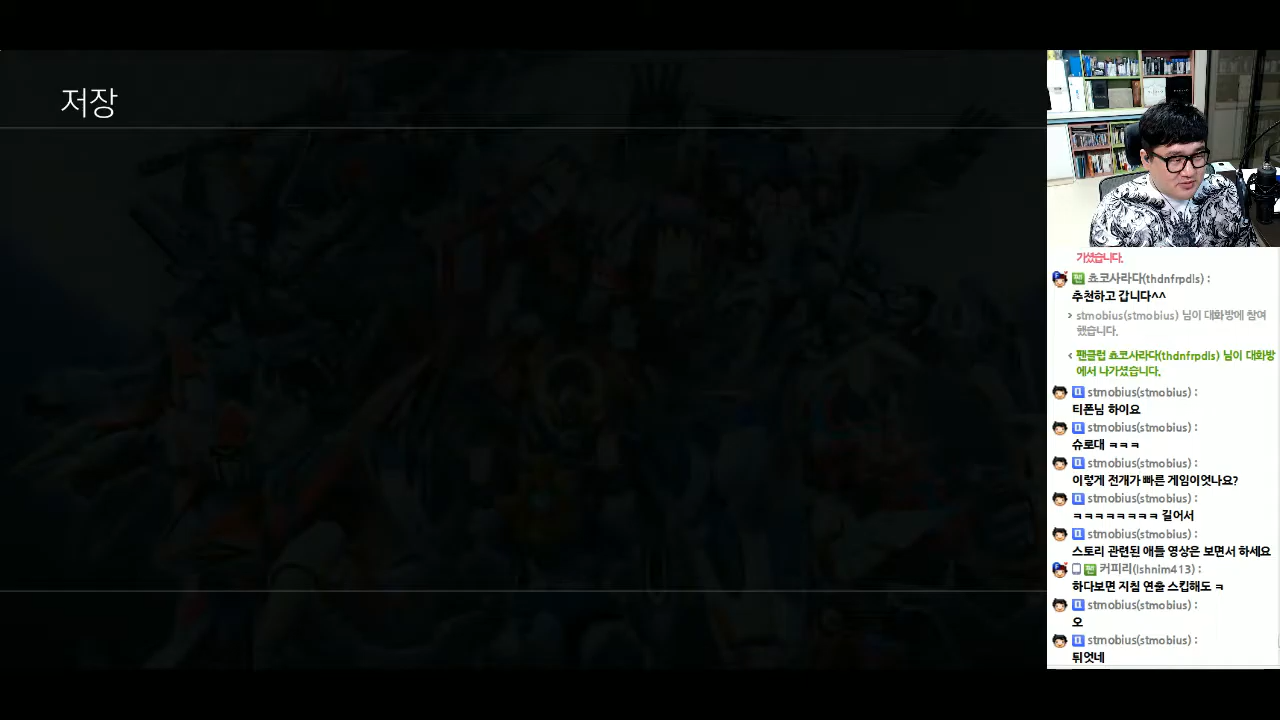 저장
가셨습니다.
쵸코사라다(thdnfrpdls) :
추천하고 갑니다^^
stmobius(stmobius) 님이 대화방에 참여
했습니다.
팬클럽 쵸코사라다(thdnfrpdls) 님이 대화방
에서 나가셨습니다.
stmobius(stmobius) :
티폰님 하이요
stmobius(stmobius) :
슈로대 ㅋㅋㅋ
stmobius(stmobius) :
이렇게 전개가 빠른 게임이엇나요?
stmobius(stmobius) :
ㅋㅋㅋㅋㅋㅋㅋㅋ 길어서
stmobius(stmobius) :
스토리 관련된 애들 영상은 보면서 하세요
커피리(lshnim413) :
하다보면 지침 연출 스킵해도 ㅋ
stmobius(stmobius) :
오
stmobius(stmobius) :
튀엇네